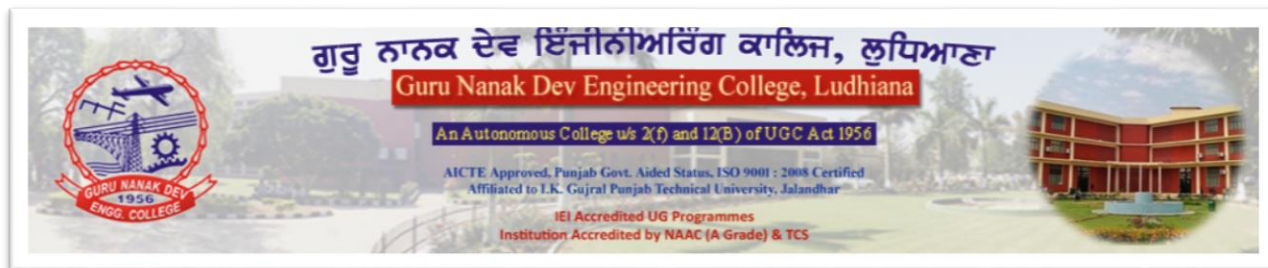 ਗੁਰੂ ਨਾਨਕ ਦੇਵ ਇੰਜੀਨੀਅਰਿੰਗ ਕਾਲਿਜ, ਲੁਧਿਆਣਾ
Guru Nanak Dev Engineering College, Ludhiana
An Autonomous College u/s 2(f) and 12(B) of UGC Act 1956
AICTE Approved, Punjab Govt. Aided Status, ISO 9001 : 2008 Certified
Affiliated to I.K. Gujral Punjab Technical University, Jalandhar
IEI Accredited UG Programmes
Institution Accredited by NAAC (A Grade) & TCS
GURU NANAK DEV
1956
ENGG. COLLEGE